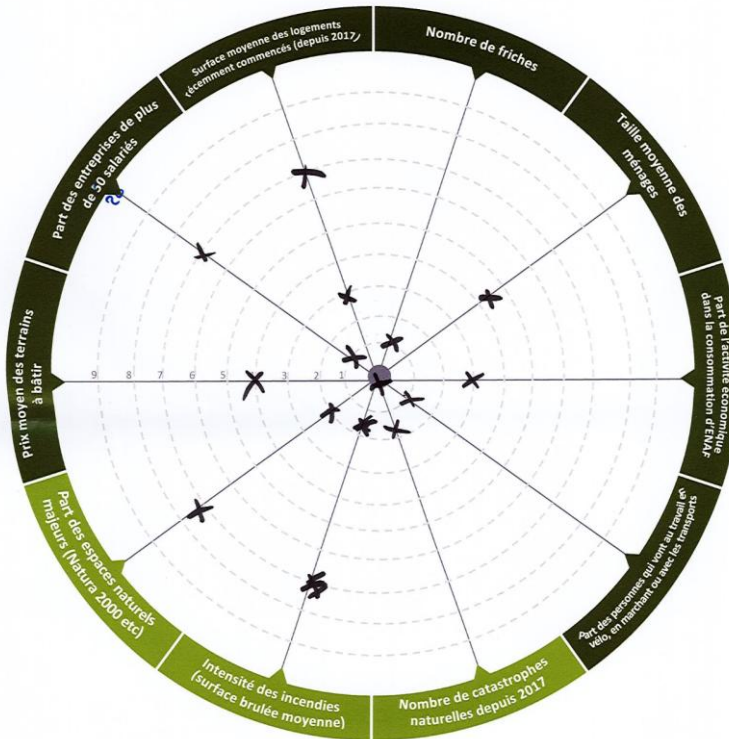 Surface moyenne des logements
récemment commencés (depuis 2017)
Nombre de friches
Taille moyenne des
ménages
Part de l'activité économique
dans la consommation d'ENAF
Part des personnes qui vont au travail en
vélo, en marchant ou avec les transports
Nombre de catastrophes
naturelles depuis 2017
Intensité des incendies
(surface brulée moyenne)
Part des espaces naturels
majeurs (Natura 2000 etc)
Prix moyen des terrains
à bâtir
Part des entreprises de plus
de 50 salariés
9 8 7 6 5 4 3 2 1